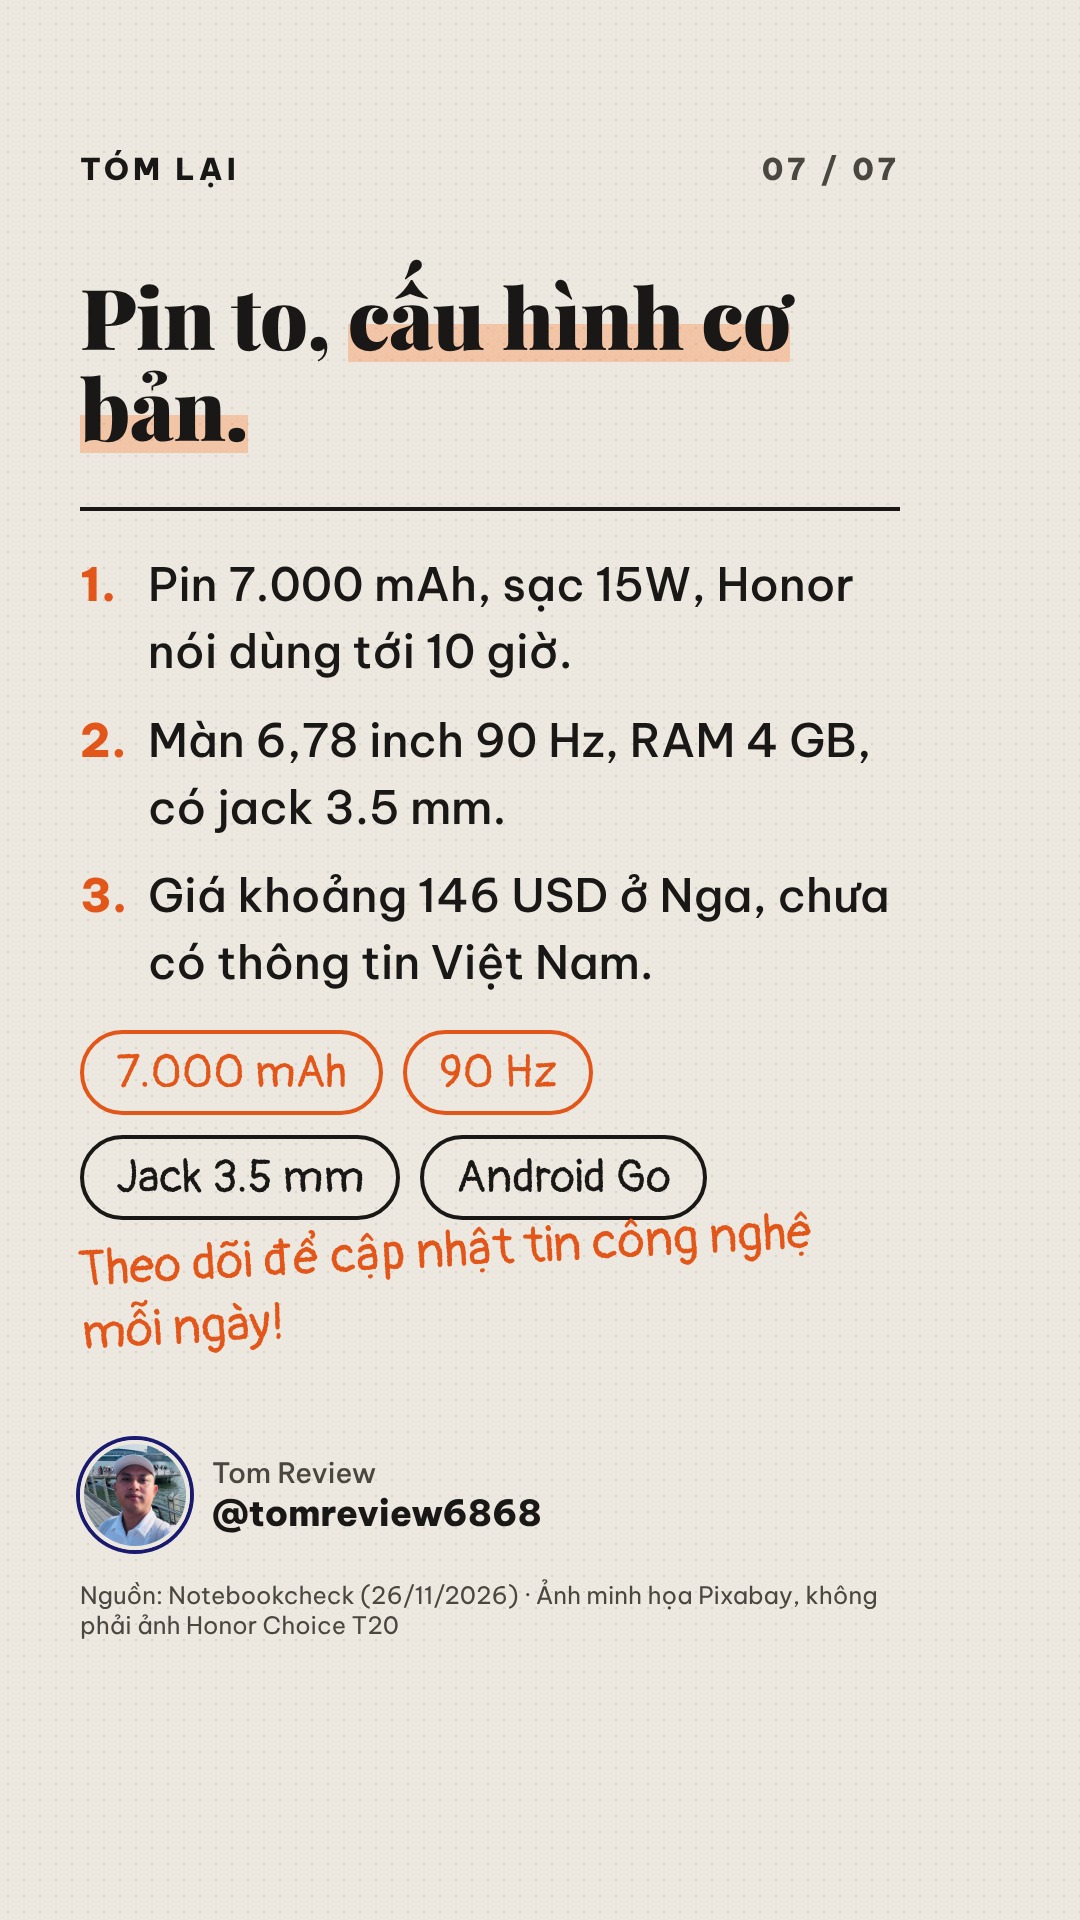 TÓM LẠI
07 / 07
Pin to, cấu hình cơ
bản.
1. Pin 7.000 mAh, sạc 15W, Honor
nói dùng tới 10 giờ.
2. Màn 6,78 inch 90 Hz, RAM 4 GB,
có jack 3.5 mm.
3. Giá khoảng 146 USD ở Nga, chưa
có thông tin Việt Nam.
7.000 mAh
90 Hz
Jack 3.5 mm
Android Go
Theo dõi để cập nhật tin công nghệ
mỗi ngày!
Tom Review
@tomreview6868
Nguồn: Notebookcheck (26/11/2026) · Ảnh minh họa Pixabay, không
phải ảnh Honor Choice T20